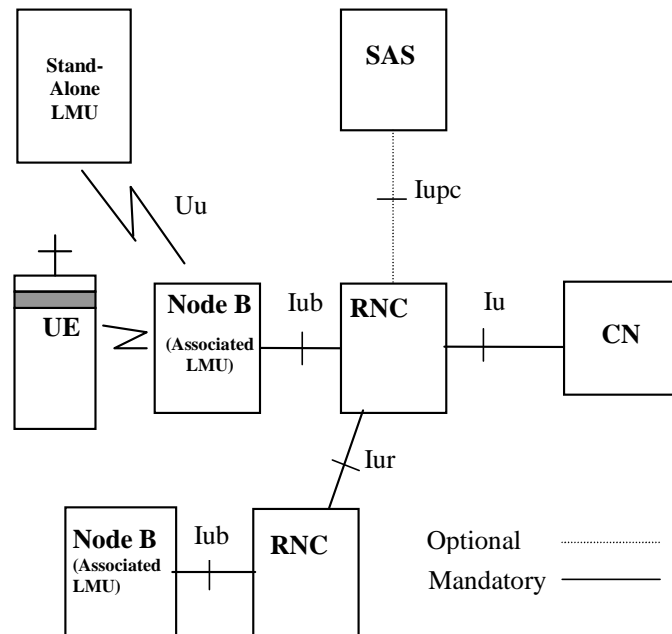 Stand-
Alone
LMU
SAS
Uu
Iupc
UE
Node B
(Associated
LMU)
Iub
RNC
Iu
CN
Iur
Node B
(Associated
LMU)
Iub
RNC
Optional
Mandatory